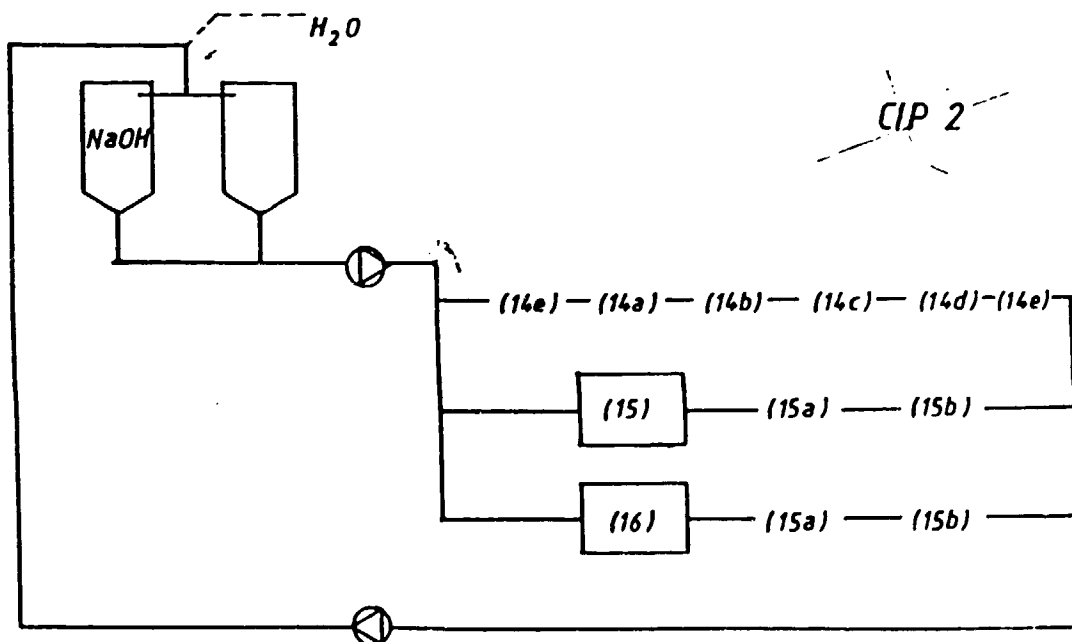 H2O
NaOH
CIP 2
(14e) (14a) (14b) (14c) (14d) (14e)
(15) (15a) (15b)
(16) (15a) (15b)